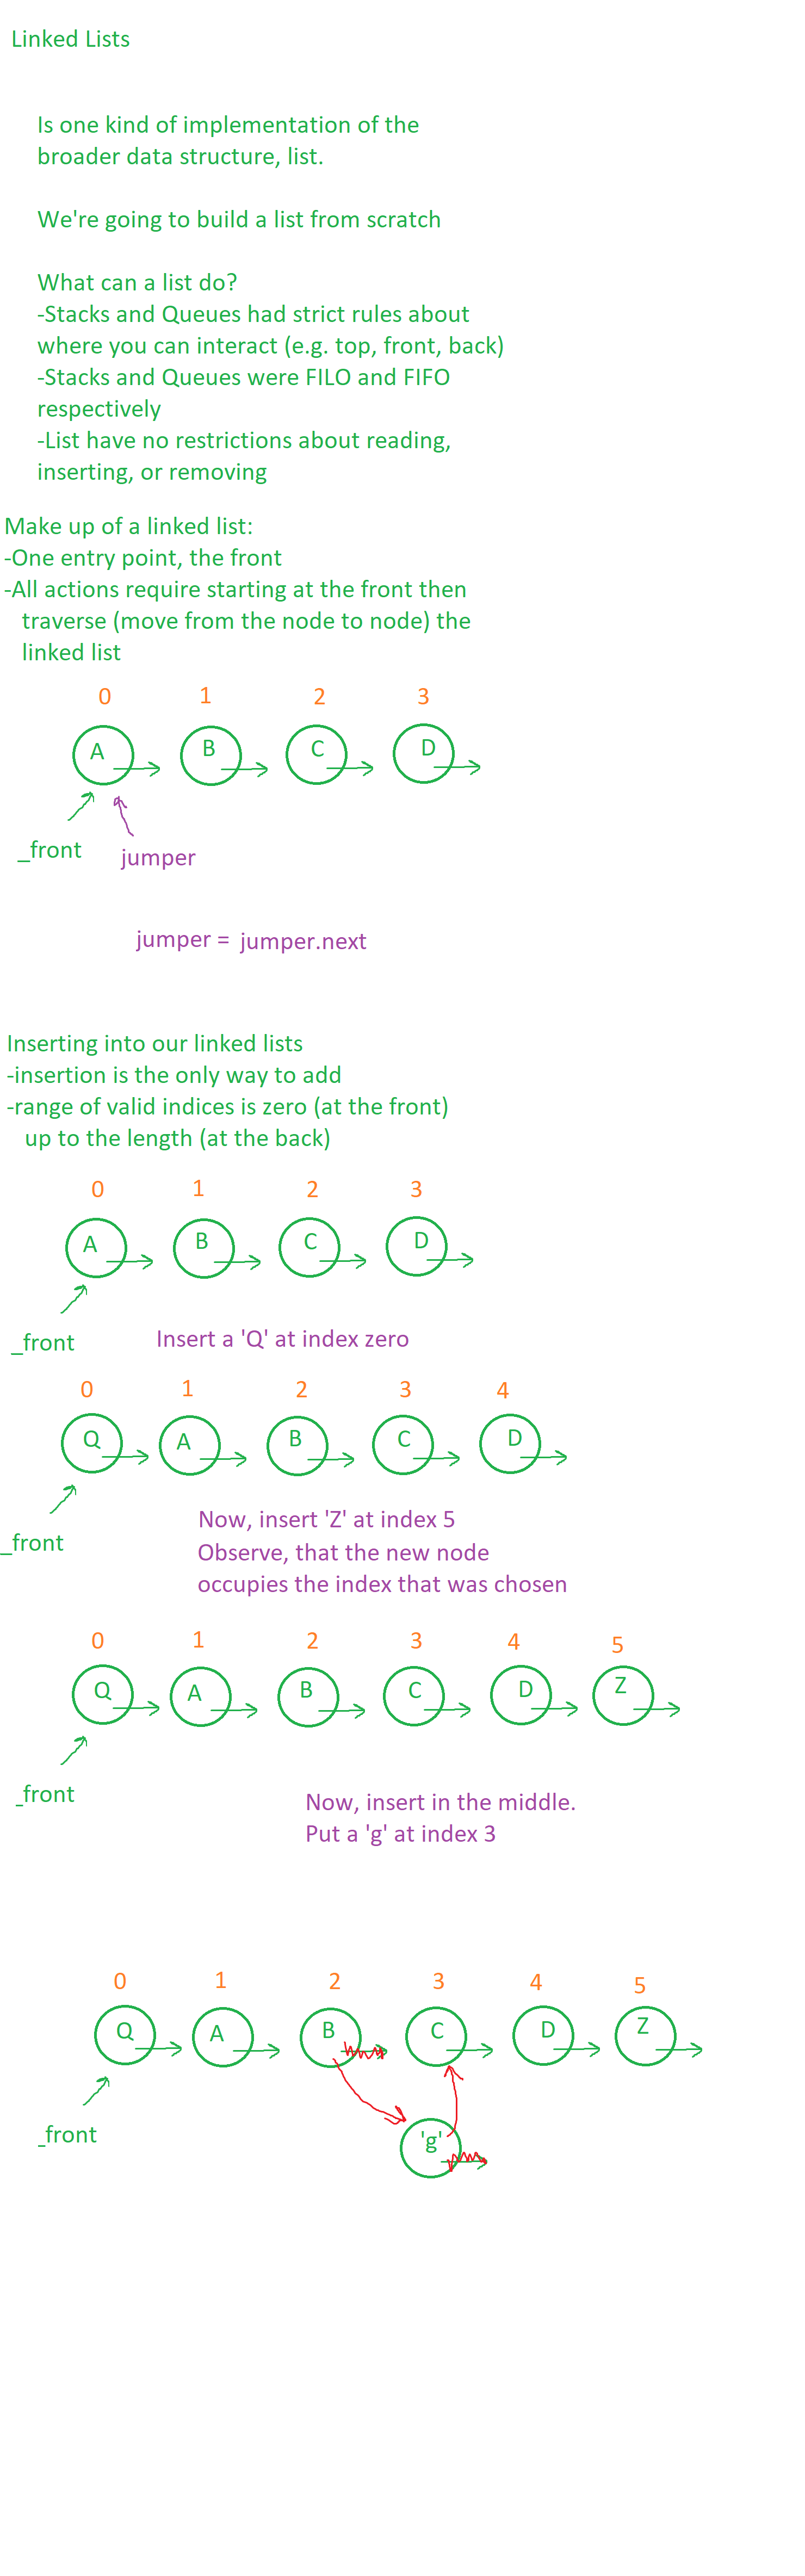 Linked Lists
Is one kind of implementation of the
broader data structure, list.
We're going to build a list from scratch
What can a list do?
-Stacks and Queues had strict rules about
where you can interact (e.g. top, front, back)
-Stacks and Queues were FILO and FIFO
respectively
-List have no restrictions about reading,
inserting, or removing
Make up of a linked list:
-One entry point, the front
-All actions require starting at the front then
traverse (move from the node to node) the
linked list
0 1 2 3
A B C D
_front
jumper
jumper = jumper.next
Inserting into our linked lists
-insertion is the only way to add
-range of valid indices is zero (at the front)
up to the length (at the back)
0 1 2 3
A B C D
_front
Insert a 'Q' at index zero
0 1 2 3 4
Q A B C D
_front
Now, insert 'Z' at index 5
Observe, that the new node
occupies the index that was chosen
0 1 2 3 4 5
Q A B C D Z
_front
Now, insert in the middle.
Put a 'g' at index 3
0 1 2 3 4 5
Q A B C D Z
_front
'g'